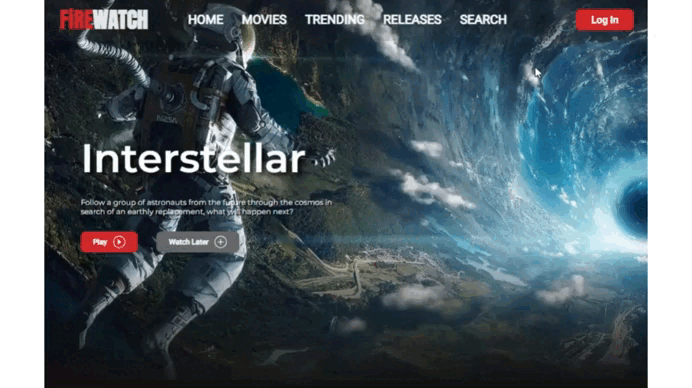 FIREWATCH
HOME MOVIES TRENDING RELEASES SEARCH
Log In
Interstellar
Follow a group of astronauts from the future through the cosmos in
search of an earthly replacement, what will happen next?
Play
Watch Later